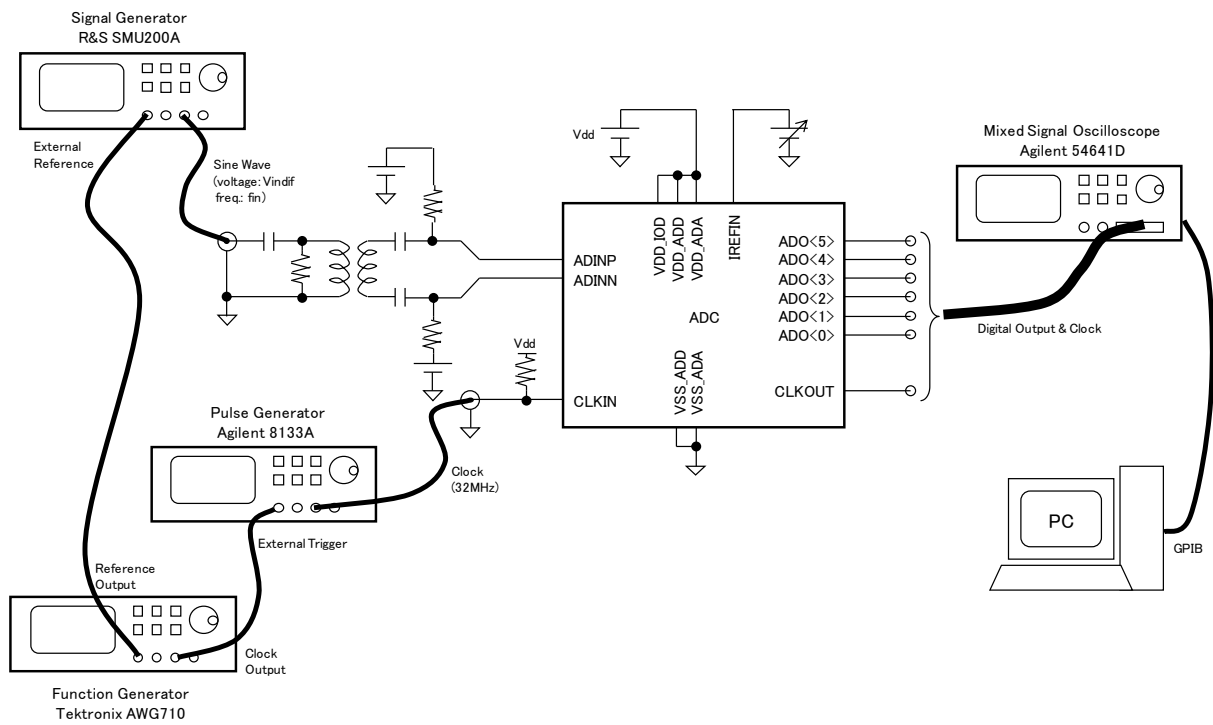 Signal Generator
R&S SMU200A
External
Reference
Sine Wave
(voltage: Vindif
freq.: fin)
Vdd
Mixed Signal Oscilloscope
Agilent 54641D
VDD_IOD
VDD_ADD
VDD_ADA
IREFIN
ADINP
ADINN
ADC
ADO<5>
ADO<4>
ADO<3>
ADO<2>
ADO<1>
ADO<0>
CLKOUT
Digital Output & Clock
Vdd
CLKIN
VSS_ADD
VSS_ADA
Pulse Generator
Agilent 8133A
Clock
(32MHz)
External Trigger
PC
GPIB
Reference
Output
Clock
Output
Function Generator
Tektronix AWG710